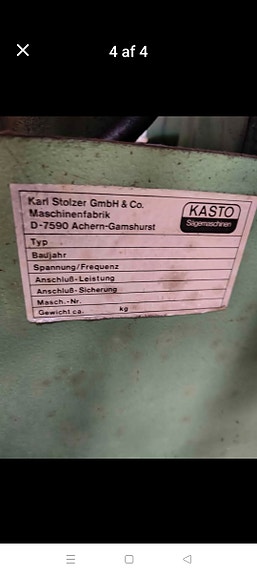 4 af 4
Karl Stolzer GmbH & Co.
Maschinenfabrik
D-7590 Achern-Gamshurst
KASTO
Sägemaschinen
Typ
Baujahr
Spannung/Frequenz
Anschluß-Leistung
Anschluß-Sicherung
Masch.-Nr.
Gewicht ca. kg